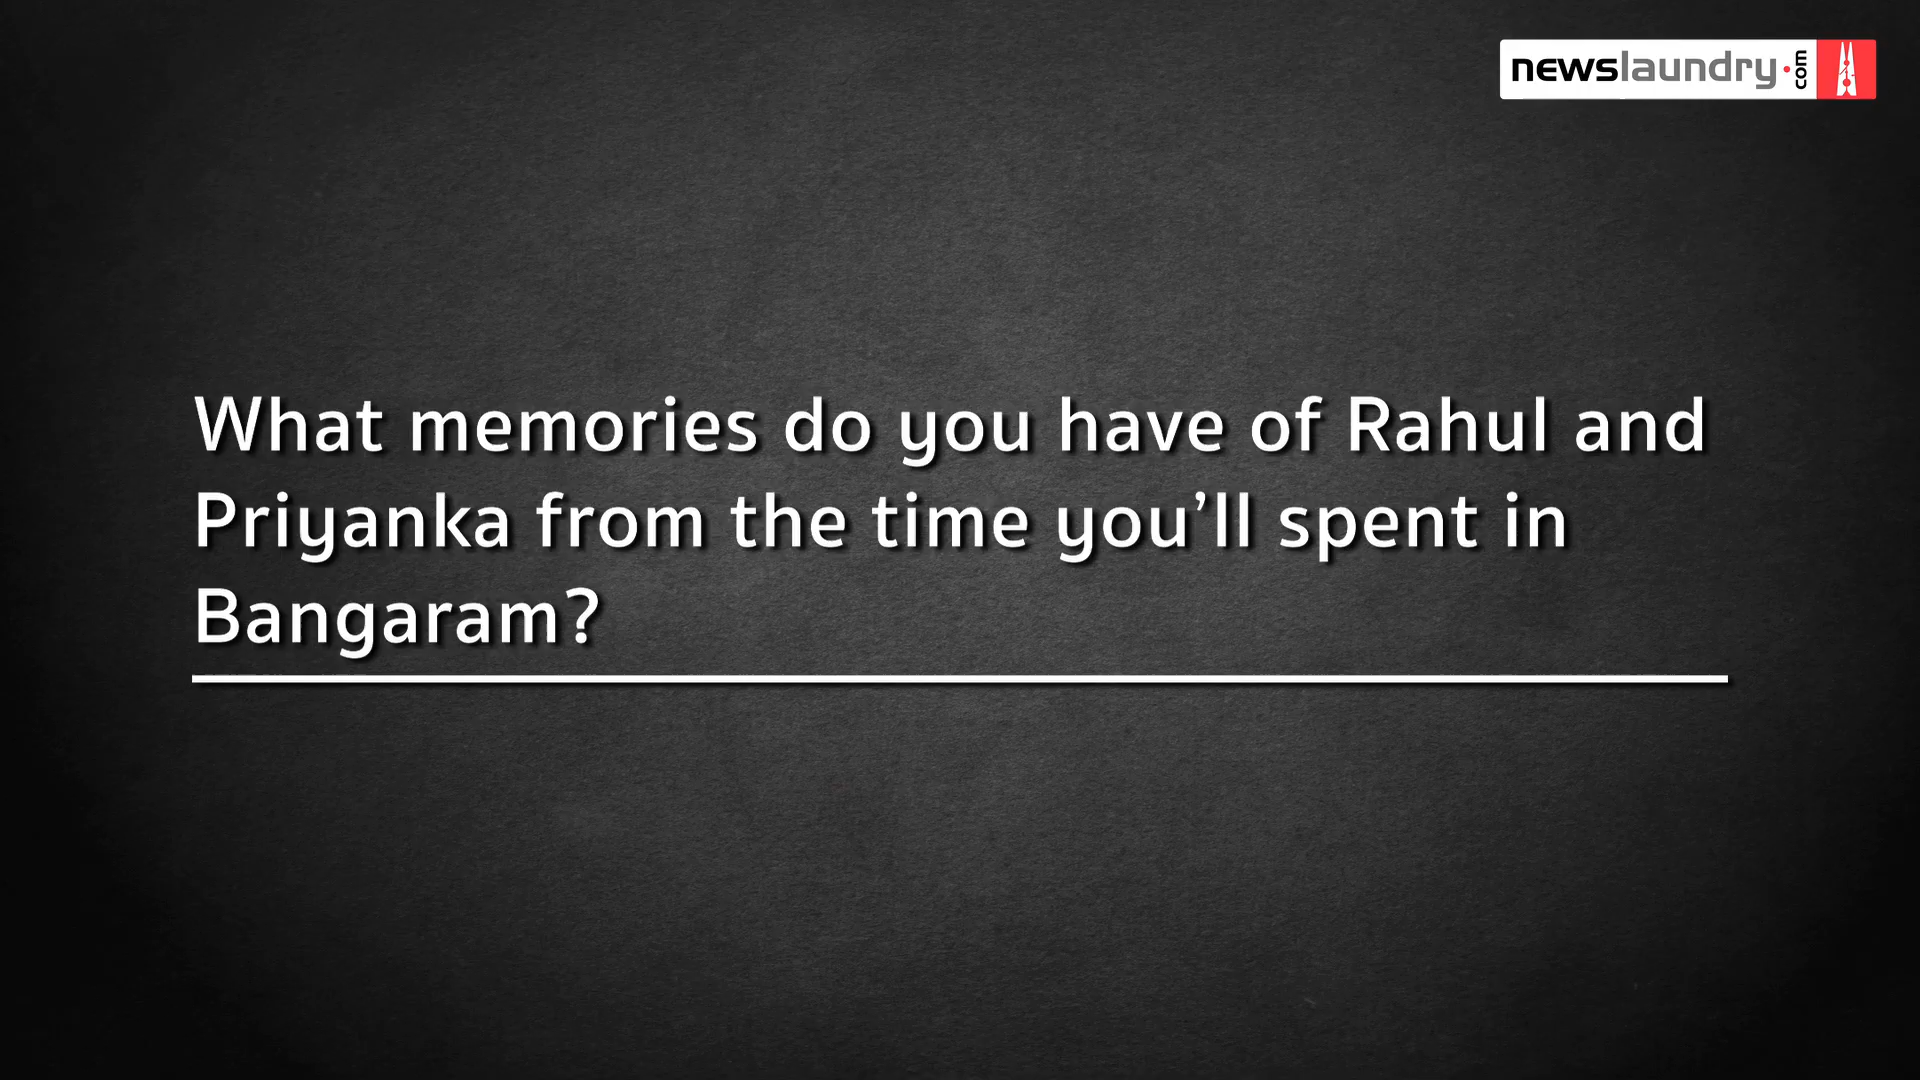 newslaundry.com
What memories do you have of Rahul and
Priyanka from the time you’ll spent in
Bangaram?